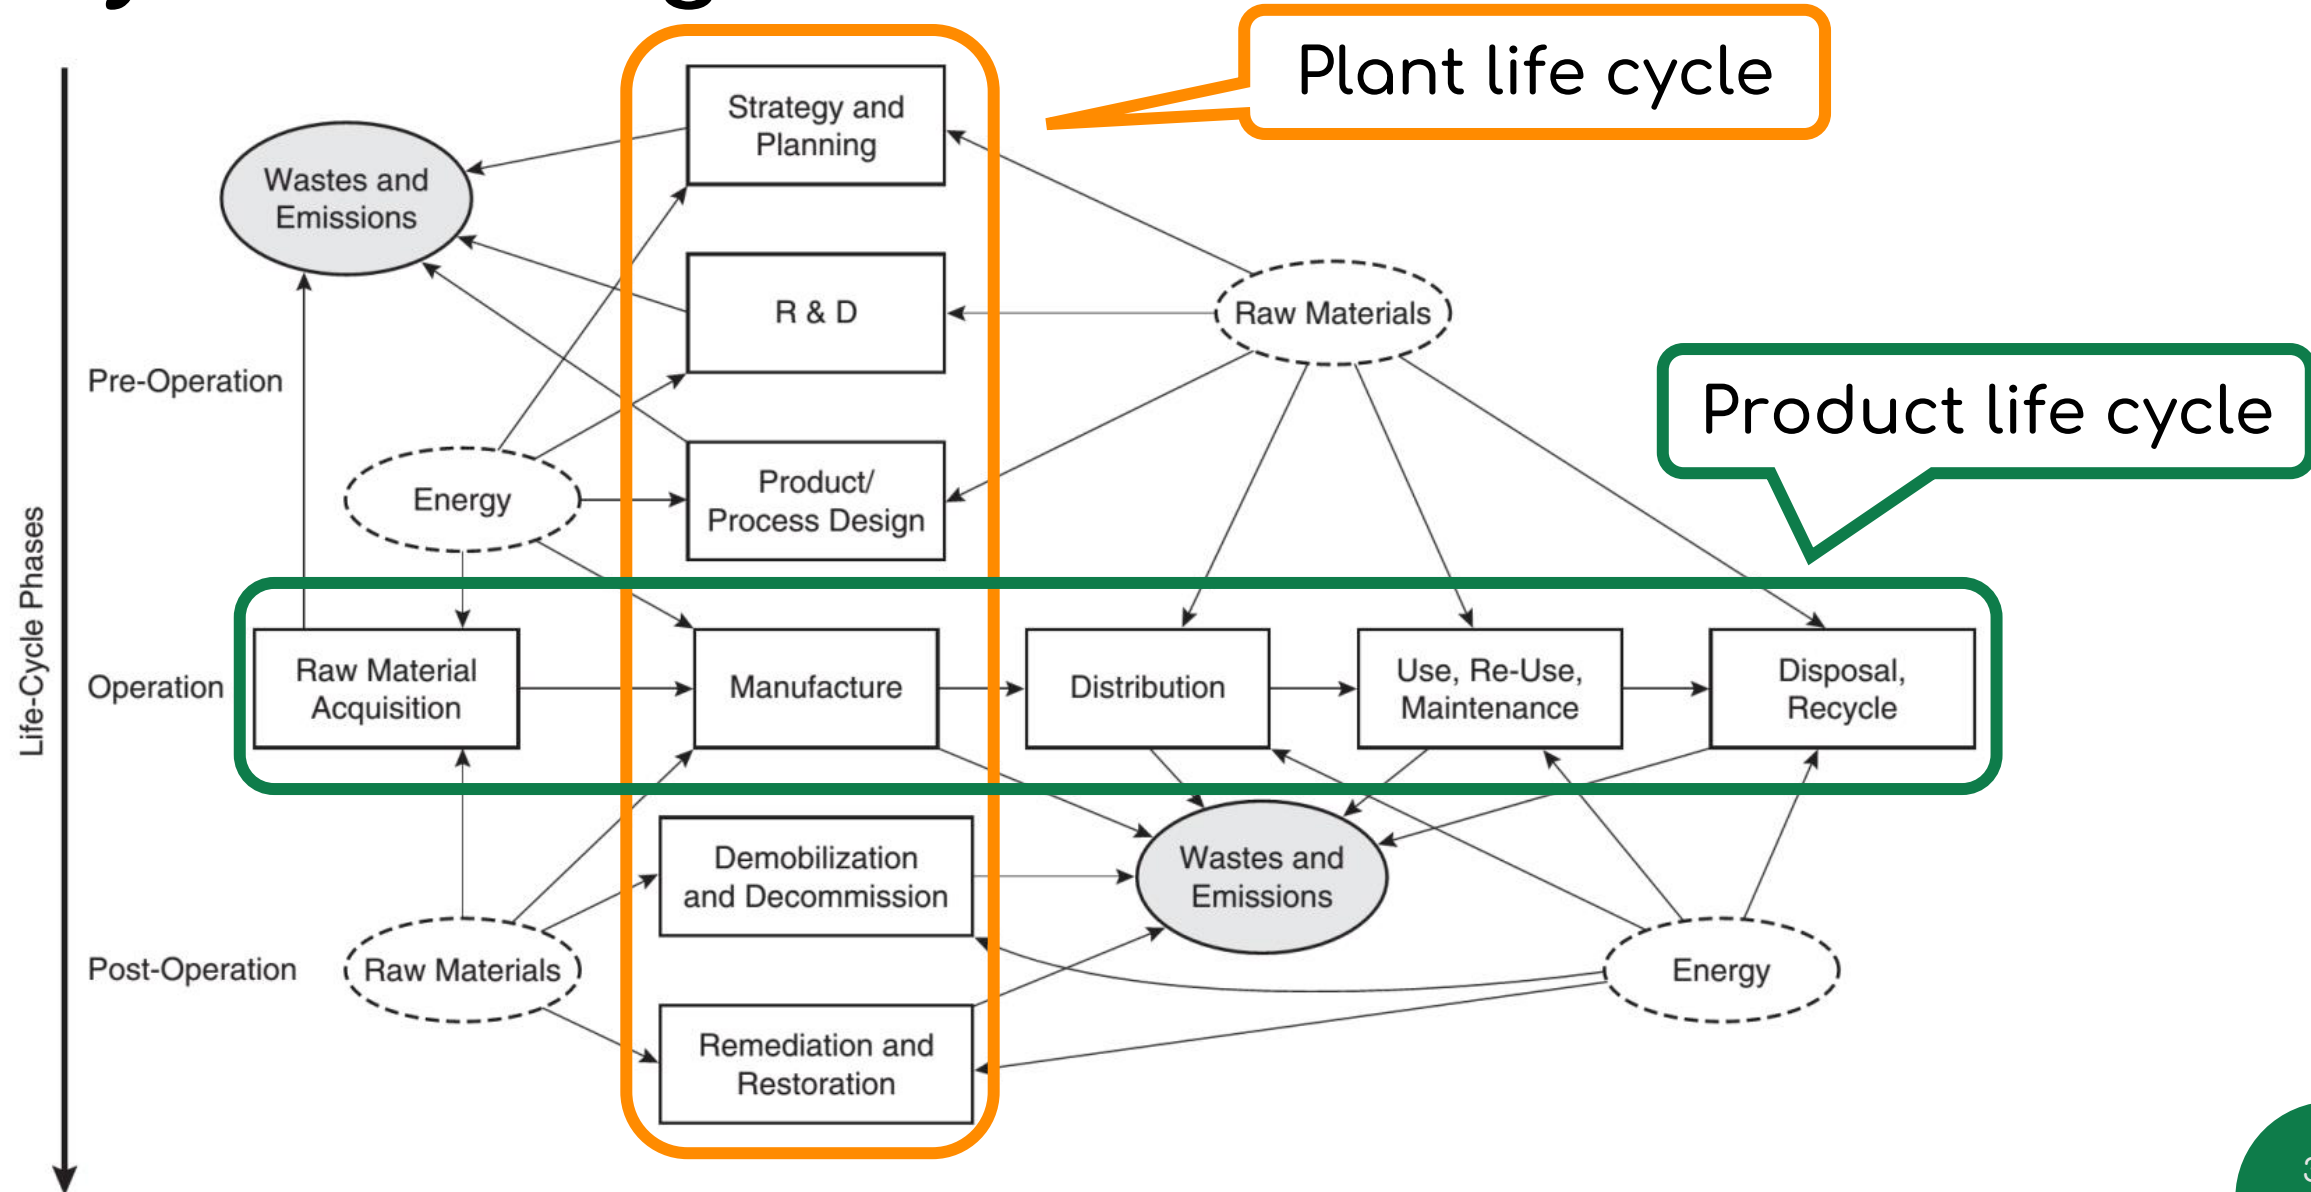 Plant life cycle
Strategy and
Planning
Wastes and
Emissions
R & D
Raw Materials
Pre-Operation
Product life cycle
Energy
Product/
Process Design
Life-Cycle Phases
Operation
Raw Material
Acquisition
Manufacture
Distribution
Use, Re-Use,
Maintenance
Disposal,
Recycle
Demobilization
and Decommission
Wastes and
Emissions
Post-Operation
Raw Materials
Energy
Remediation and
Restoration